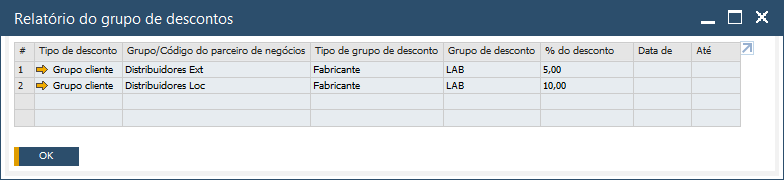 Relatório do grupo de descontos
# Tipo de desconto Grupo/Código do parceiro de negócios Tipo de grupo de desconto Grupo de desconto % do desconto Data de Até
1 Grupo cliente Distribuidores Ext Fabricante LAB 5,00
2 Grupo cliente Distribuidores Loc Fabricante LAB 10,00
OK